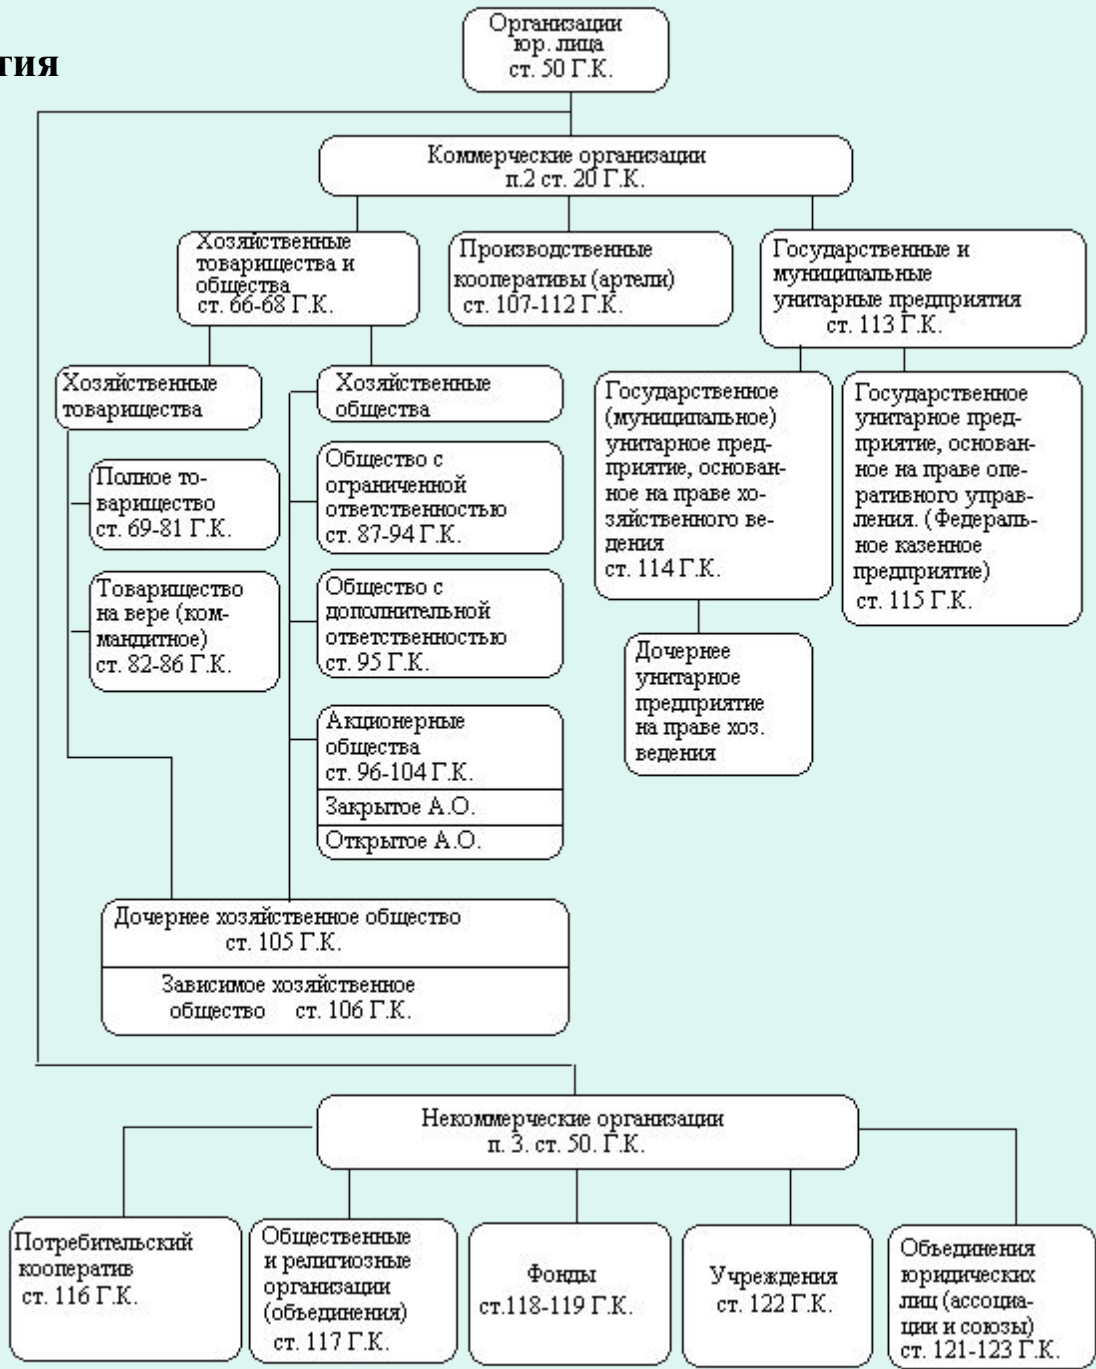 тия
Организации
юр. лица
ст. 50 Г.К.
Коммерческие организации
п.2 ст. 20 Г.К.
Хозяйственные
товарищества и
общества
ст. 66-68 Г.К.
Производственные
кооперативы (артели)
ст. 107-112 Г.К.
Государственные и
муниципальные
унитарные предприятия
ст. 113 Г.К.
Хозяйственные
товарищества
Хозяйственные
общества
Государственное
(муниципальное)
унитарное пред-
приятие, основан-
ное на праве хо-
зяйственного ве-
дения
ст. 114 Г.К.
Государственное
унитарное пред-
приятие, основан-
ное на праве опе-
ративного управ-
ления. (Федераль-
ное казенное
предприятие)
ст. 115 Г.К.
Полное то-
варищество
ст. 69-81 Г.К.
Общество с
ограниченной
ответственностью
ст. 87-94 Г.К.
Товарищество
на вере (ком-
мандитное)
ст. 82-86 Г.К.
Общество с
дополнительной
ответственностью
ст. 95 Г.К.
Дочернее
унитарное
предприятие
на праве хоз.
ведения
Акционерные
общества
ст. 96-104 Г.К.
Закрытое А.О.
Открытое А.О.
Дочернее хозяйственное общество
ст. 105 Г.К.
Зависимое хозяйственное
общество ст. 106 Г.К.
Некоммерческие организации
п. 3. ст. 50. Г.К.
Потребительский
кооператив
ст. 116 Г.К.
Общественные
и религиозные
организации
(объединения)
ст. 117 Г.К.
Фонды
ст.118-119 Г.К.
Учреждения
ст. 122 Г.К.
Объединения
юридических
лиц (ассоциа-
ции и союзы)
ст. 121-123 Г.К.